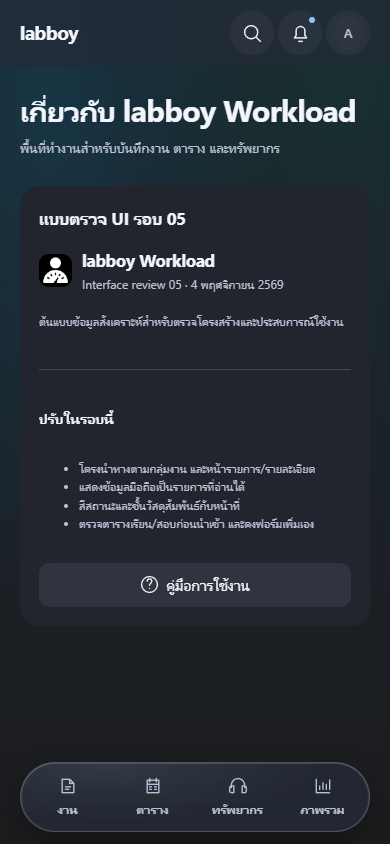 labboy
A
เกี่ยวกับ labboy Workload
พื้นที่ทำงานสำหรับบันทึกงาน ตาราง และทรัพยากร
แบบตรวจ UI รอบ 05
labboy Workload
Interface review 05 · 4 พฤศจิกายน 2569
ต้นแบบข้อมูลสังเคราะห์สำหรับตรวจโครงสร้างและประสบการณ์ใช้งาน
ปรับในรอบนี้
• โครงนำทางตามกลุ่มงาน และหน้ารายการ/รายละเอียด
• แสดงข้อมูลมือถือเป็นรายการที่อ่านได้
• สีสถานะและชั้นวัสดุสัมพันธ์กับหน้าที่
• ตรวจตารางเรียน/สอบก่อนนำเข้า และคงฟอร์มเพิ่มเอง
คู่มือการใช้งาน
งาน
ตาราง
ทรัพยากร
ภาพรวม